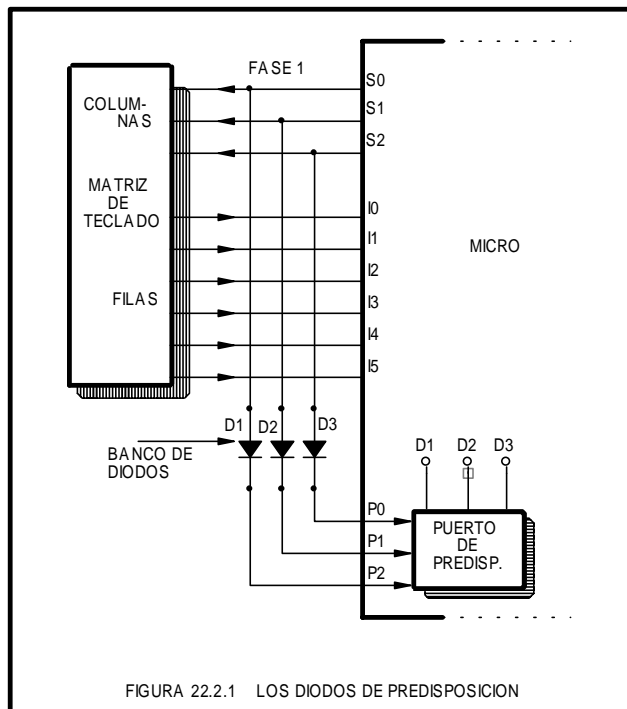 FASE 1
S0
S1
S2
COLUM-
NAS
MATRIZ
DE
TECLADO
FILAS
I0
I1
I2
I3
I4
I5
MICRO
D1 D2 D3
BANCO DE
DIODOS
D1 D2 D3
P0
P1
P2
PUERTO
DE
PREDISP.
FIGURA 22.2.1 LOS DIODOS DE PREDISPOSICION